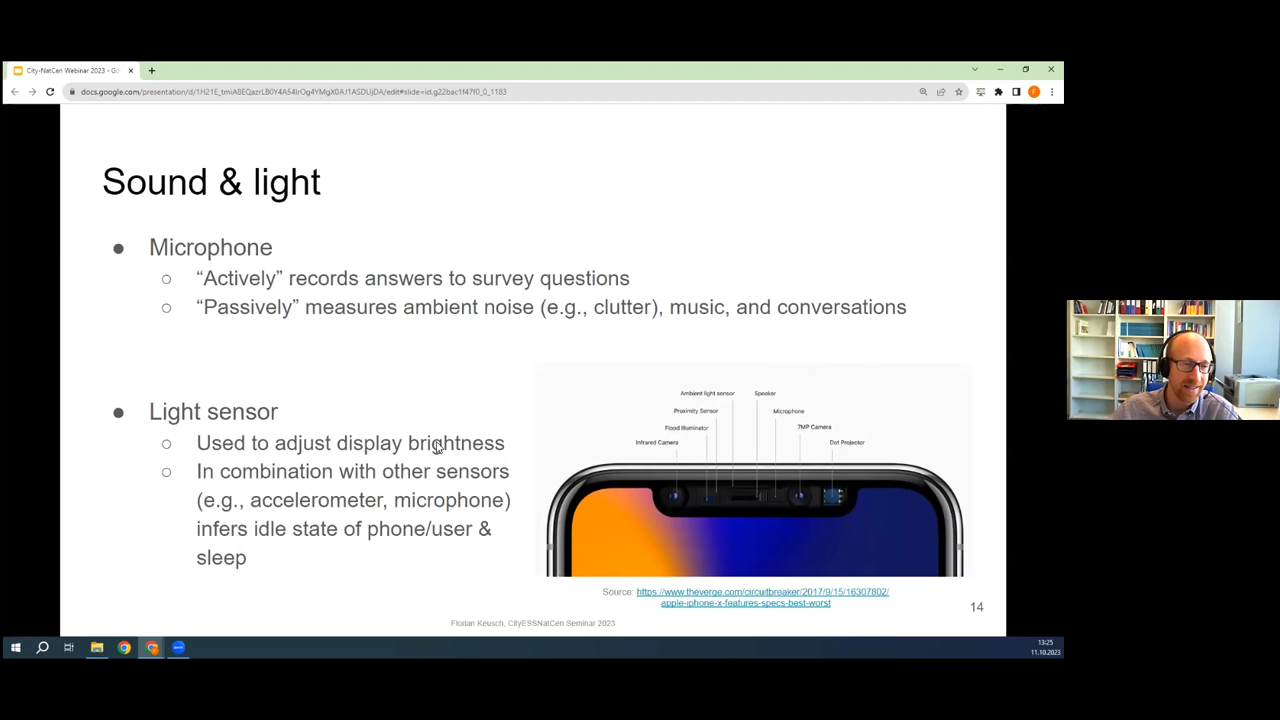 City-NatCen Webinar 2023 - Go
docs.google.com/presentation/d/1H21E_tmiA8EQazrLB0Y4A54IrOg4YMgX0AJ1ASDUjDA/edit#slide=id.g22bac1f47f0_0_1183
F
Sound & light
● Microphone
○ “Actively” records answers to survey questions
○ “Passively” measures ambient noise (e.g., clutter), music, and conversations
● Light sensor
○ Used to adjust display brightness
○ In combination with other sensors
(e.g., accelerometer, microphone)
infers idle state of phone/user &
sleep
Ambient light sensor
Speaker
Proximity Sensor
Microphone
Flood Illuminator
7MP Camera
Infrared Camera
Dot Projector
Source: https://www.theverge.com/circuitbreaker/2017/9/15/16307802/
apple-iphone-x-features-specs-best-worst
14
Florian Keusch, CityESSNatCen Seminar 2023
13:25
11.10.2023